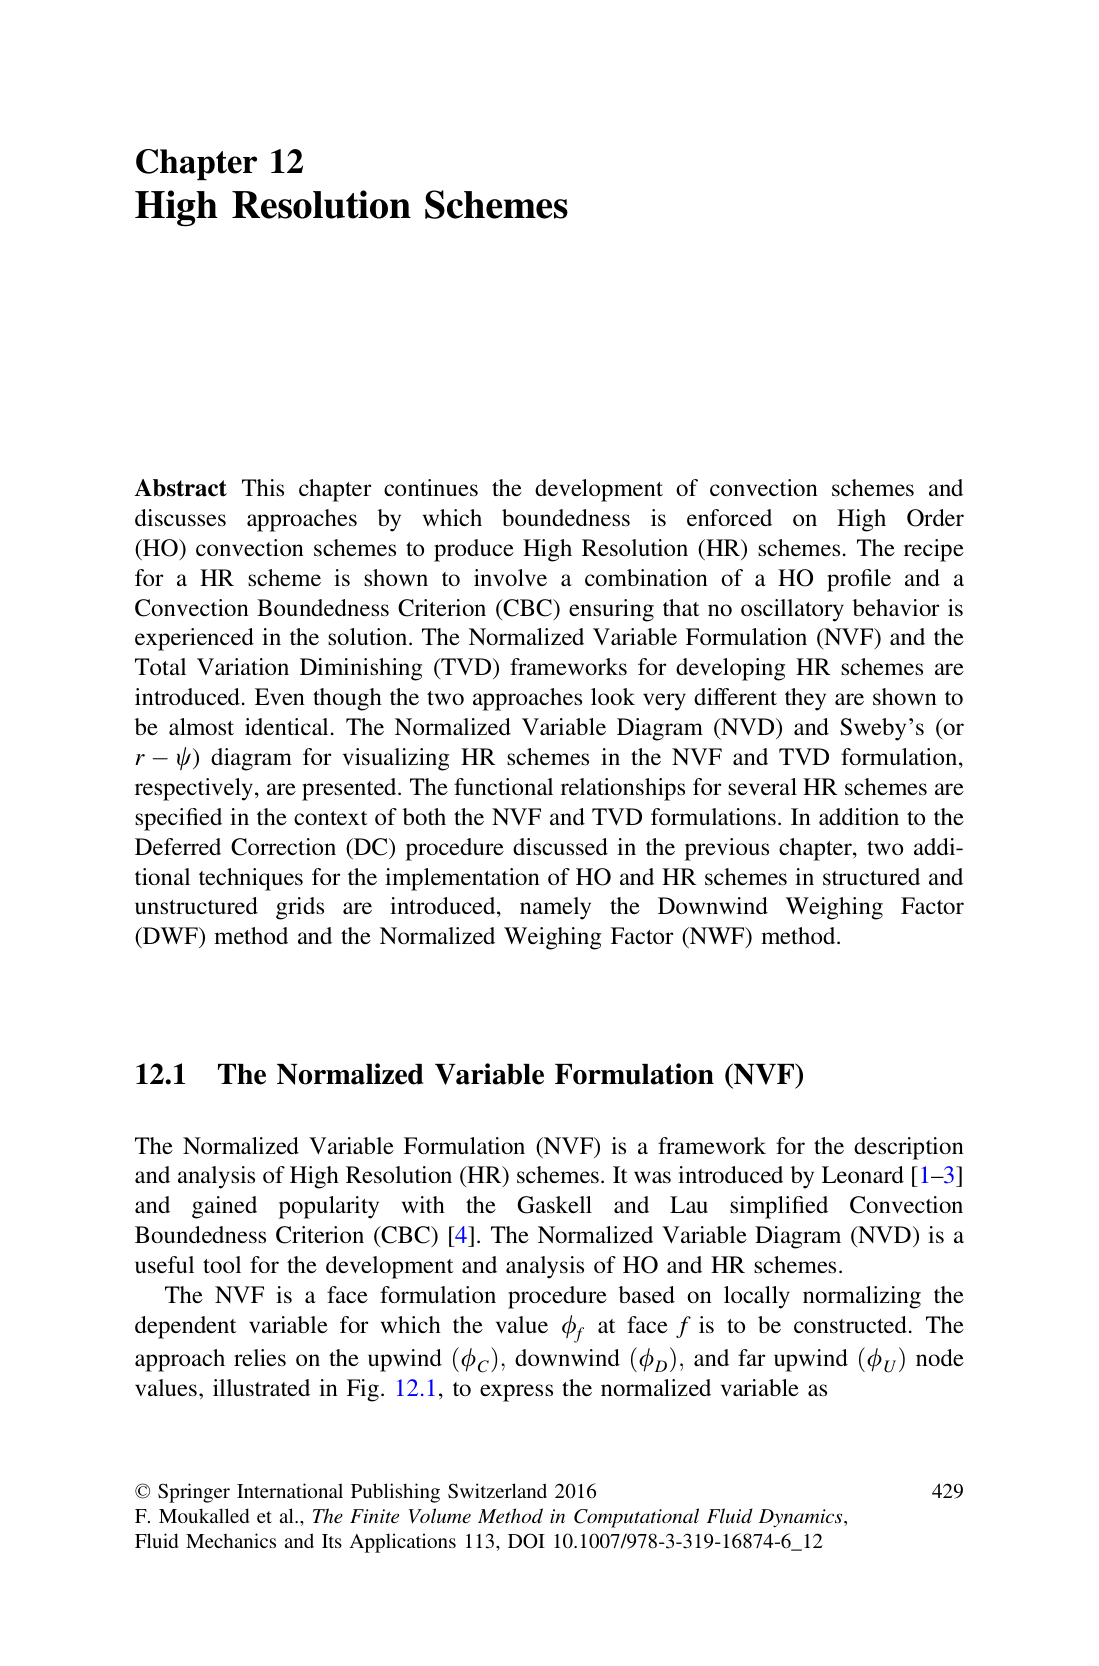 Chapter 12
High Resolution Schemes
Abstract This chapter continues the development of convection schemes and
discusses approaches by which boundedness is enforced on High Order
(HO) convection schemes to produce High Resolution (HR) schemes. The recipe
for a HR scheme is shown to involve a combination of a HO profile and a
Convection Boundedness Criterion (CBC) ensuring that no oscillatory behavior is
experienced in the solution. The Normalized Variable Formulation (NVF) and the
Total Variation Diminishing (TVD) frameworks for developing HR schemes are
introduced. Even though the two approaches look very different they are shown to
be almost identical. The Normalized Variable Diagram (NVD) and Sweby's (or
r − ψ) diagram for visualizing HR schemes in the NVF and TVD formulation,
respectively, are presented. The functional relationships for several HR schemes are
specified in the context of both the NVF and TVD formulations. In addition to the
Deferred Correction (DC) procedure discussed in the previous chapter, two addi-
tional techniques for the implementation of HO and HR schemes in structured and
unstructured grids are introduced, namely the Downwind Weighing Factor
(DWF) method and the Normalized Weighing Factor (NWF) method.
12.1 The Normalized Variable Formulation (NVF)
The Normalized Variable Formulation (NVF) is a framework for the description
and analysis of High Resolution (HR) schemes. It was introduced by Leonard [1–3]
and gained popularity with the Gaskell and Lau simplified Convection
Boundedness Criterion (CBC) [4]. The Normalized Variable Diagram (NVD) is a
useful tool for the development and analysis of HO and HR schemes.
The NVF is a face formulation procedure based on locally normalizing the
dependent variable for which the value ϕ_f at face f is to be constructed. The
approach relies on the upwind (ϕ_C), downwind (ϕ_D), and far upwind (ϕ_U) node
values, illustrated in Fig. 12.1, to express the normalized variable as
© Springer International Publishing Switzerland 2016 429
F. Moukalled et al., The Finite Volume Method in Computational Fluid Dynamics,
Fluid Mechanics and Its Applications 113, DOI 10.1007/978-3-319-16874-6_12